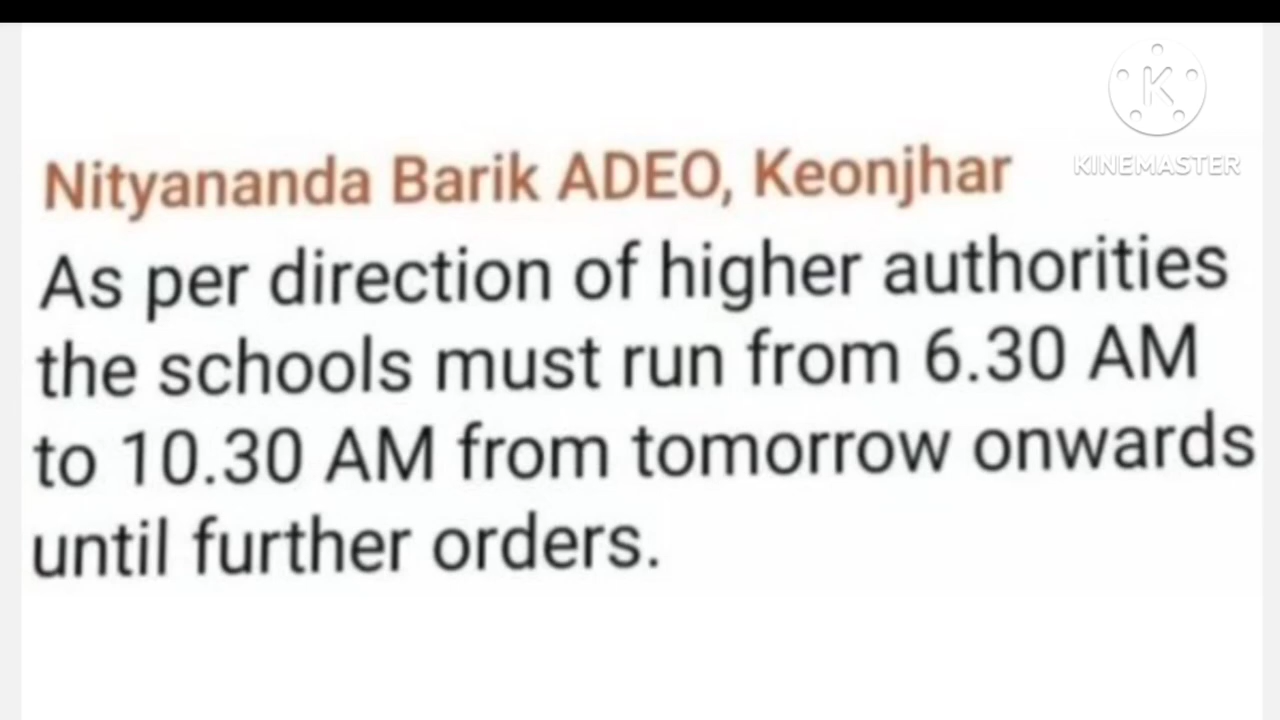 KINEMASTER
Nityananda Barik ADEO, Keonjhar
As per direction of higher authorities
the schools must run from 6.30 AM
to 10.30 AM from tomorrow onwards
until further orders.